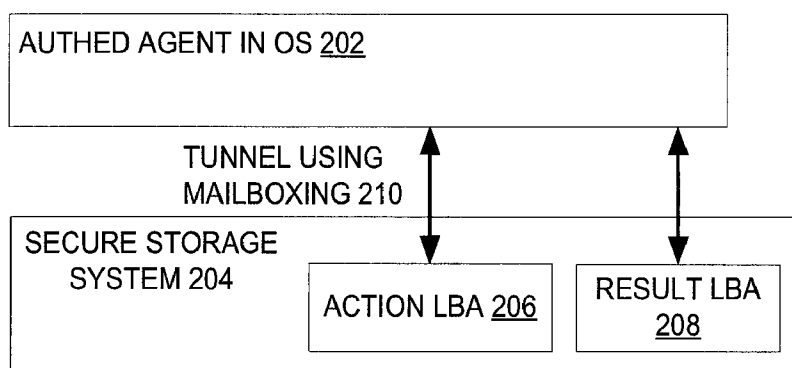 AUTHED AGENT IN OS 202
TUNNEL USING
MAILBOXING 210
SECURE STORAGE
SYSTEM 204
ACTION LBA 206
RESULT LBA
208